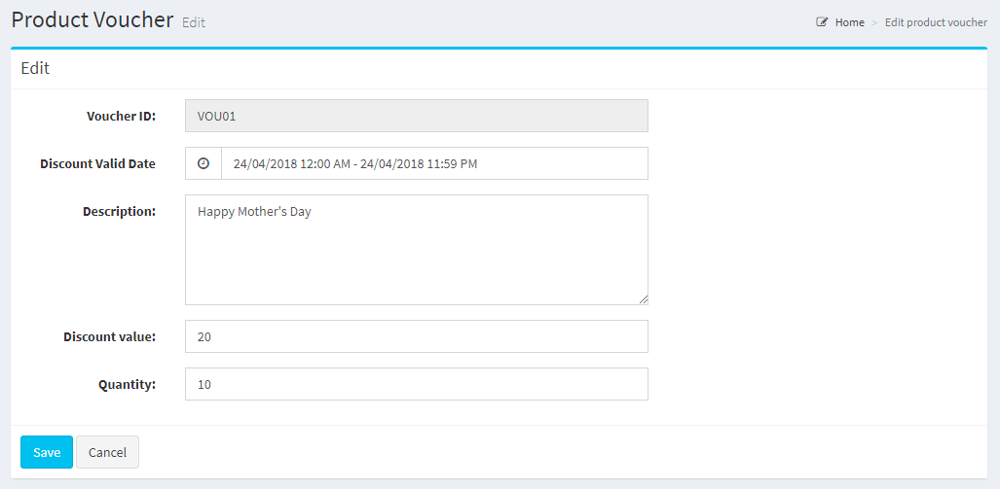 Product Voucher Edit
Home > Edit product voucher
Edit
Voucher ID: VOU01
Discount Valid Date 24/04/2018 12:00 AM - 24/04/2018 11:59 PM
Description: Happy Mother's Day
Discount value: 20
Quantity: 10
Save Cancel